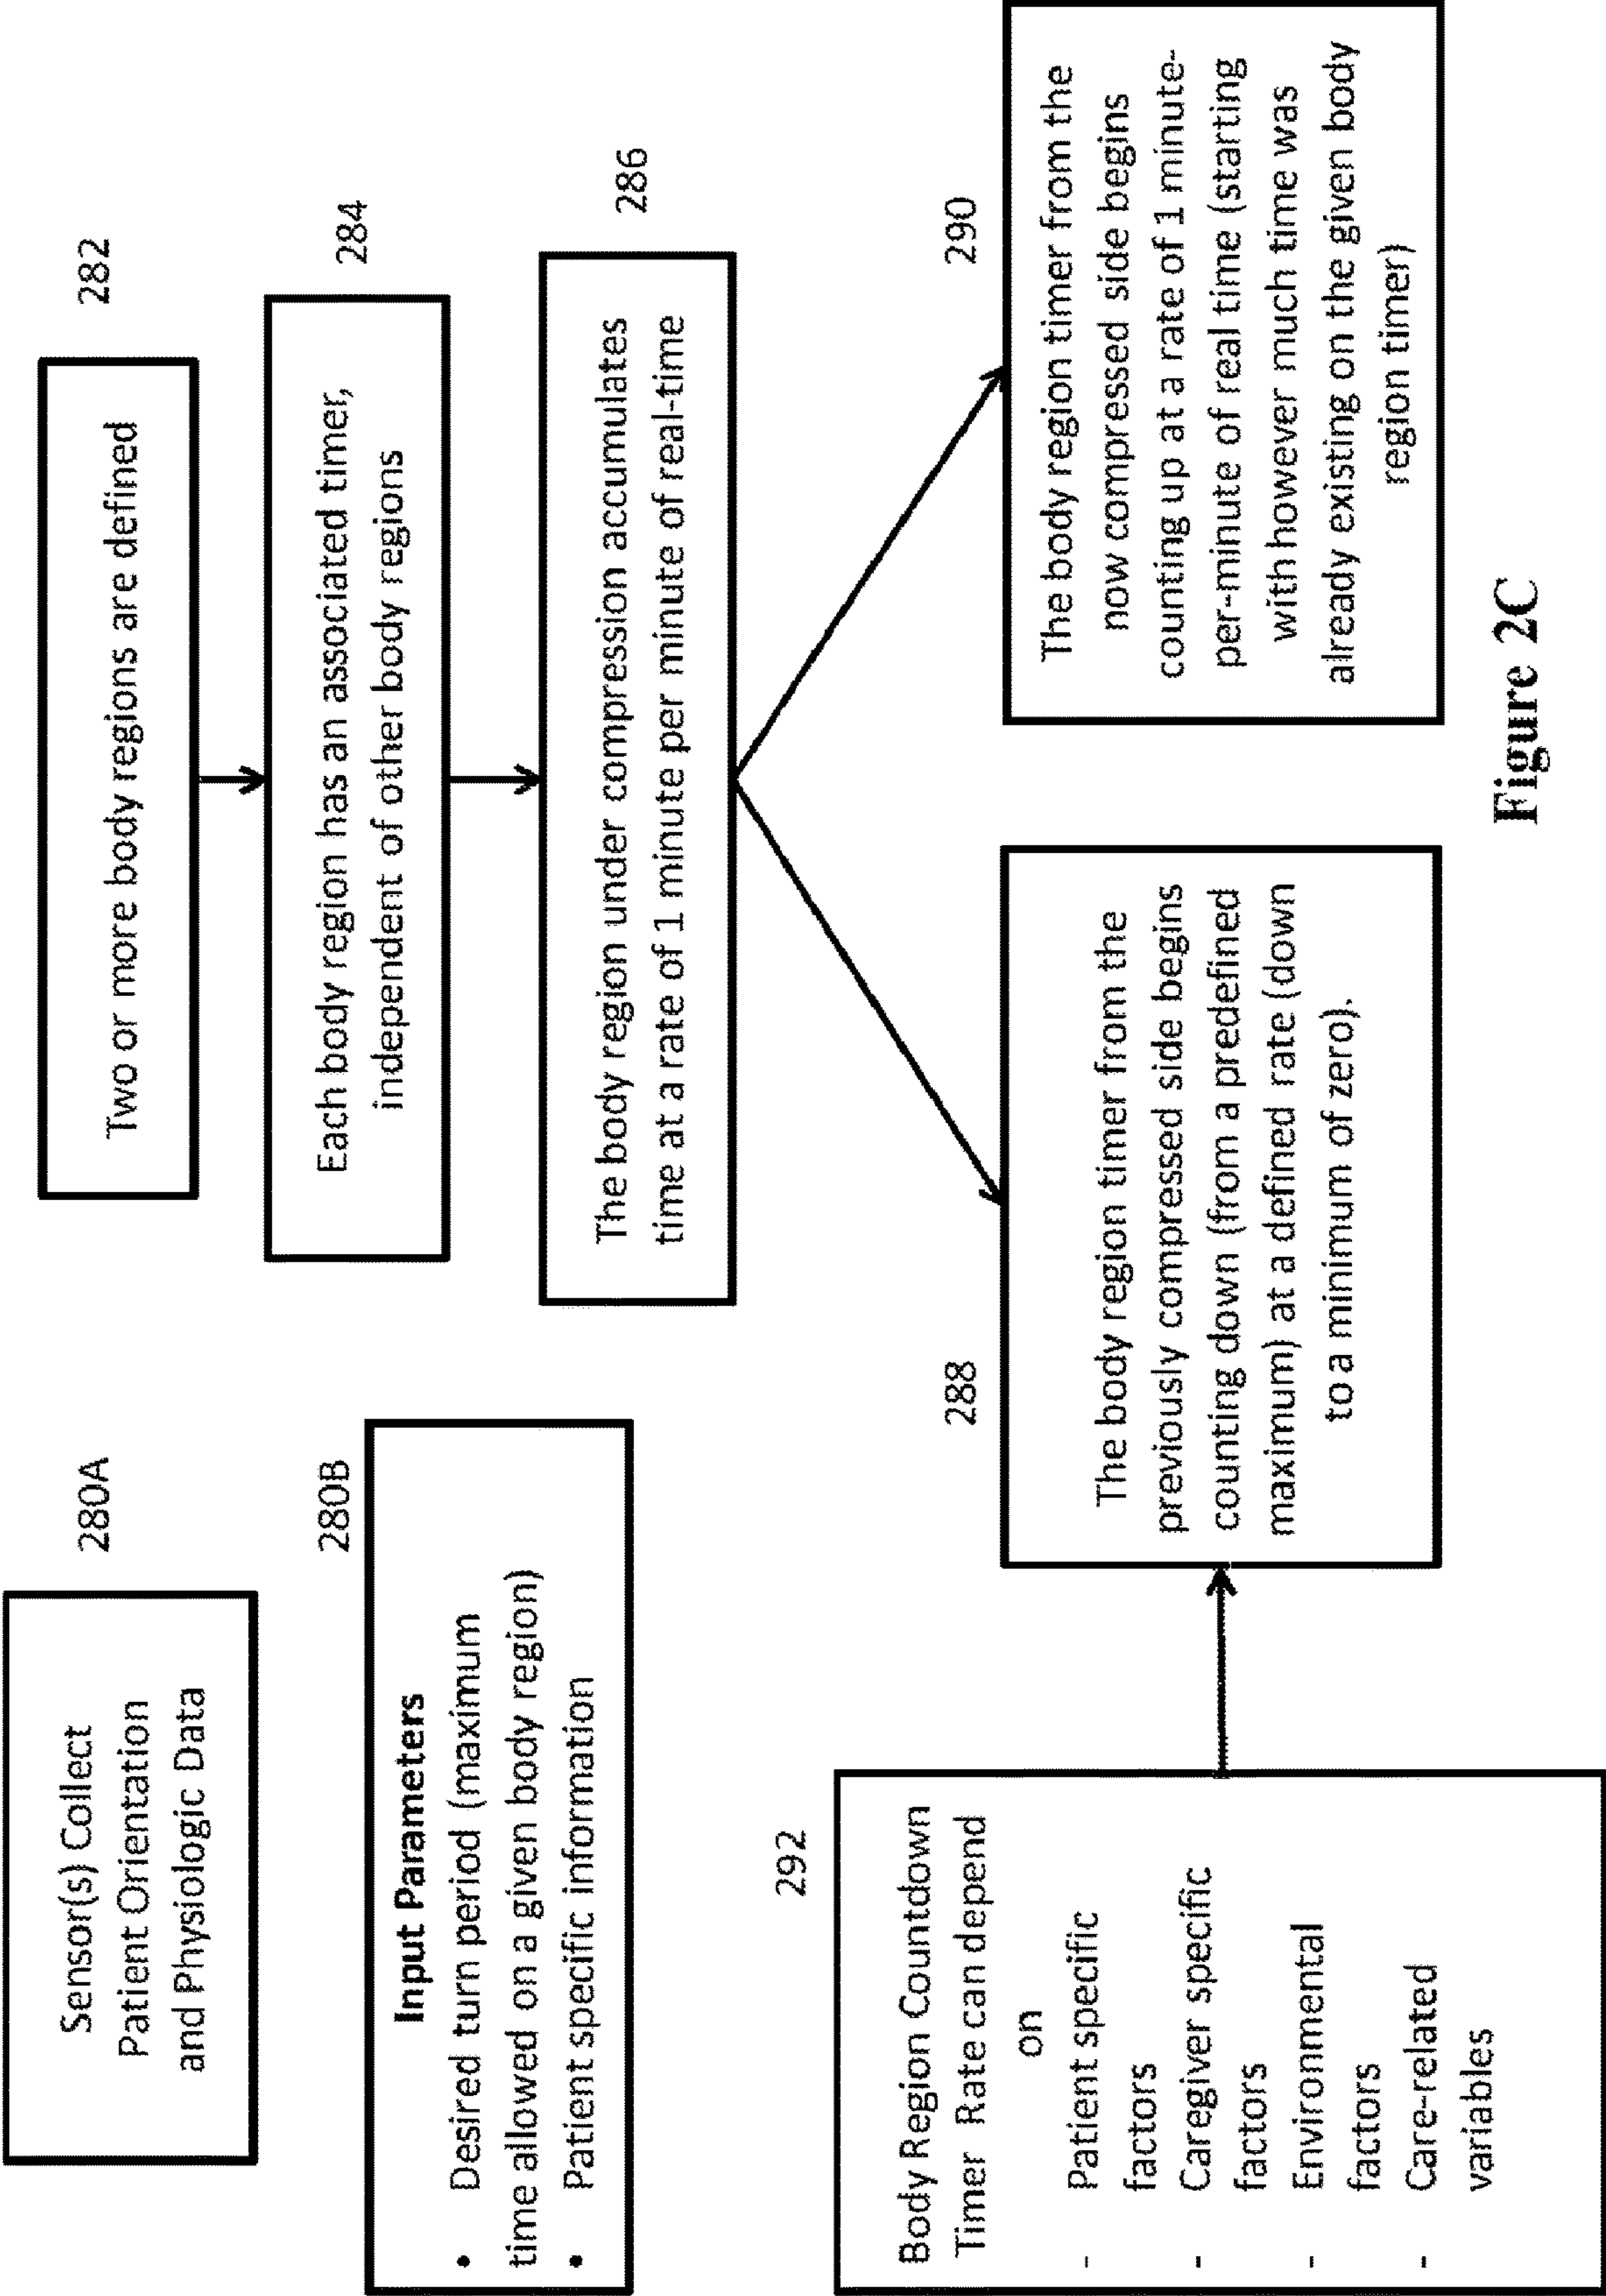 Sensor(s) Collect
Patient Orientation
and Physiologic Data
280A
280B
Input Parameters
• Desired turn period (maximum
time allowed on a given body region)
• Patient specific information
282
Two or more body regions are defined
284
Each body region has an associated timer,
independent of other body regions
286
The body region under compression accumulates
time at a rate of 1 minute per minute of real-time
292
Body Region Countdown
Timer Rate can depend
on
- Patient specific
factors
- Caregiver specific
factors
- Environmental
factors
- Care-related
variables
288
The body region timer from the
previously compressed side begins
counting down (from a predefined
maximum) at a defined rate (down
to a minimum of zero).
290
The body region timer from the
now compressed side begins
counting up at a rate of 1 minute-
per-minute of real time (starting
with however much time was
already existing on the given body
region timer)
Figure 2C